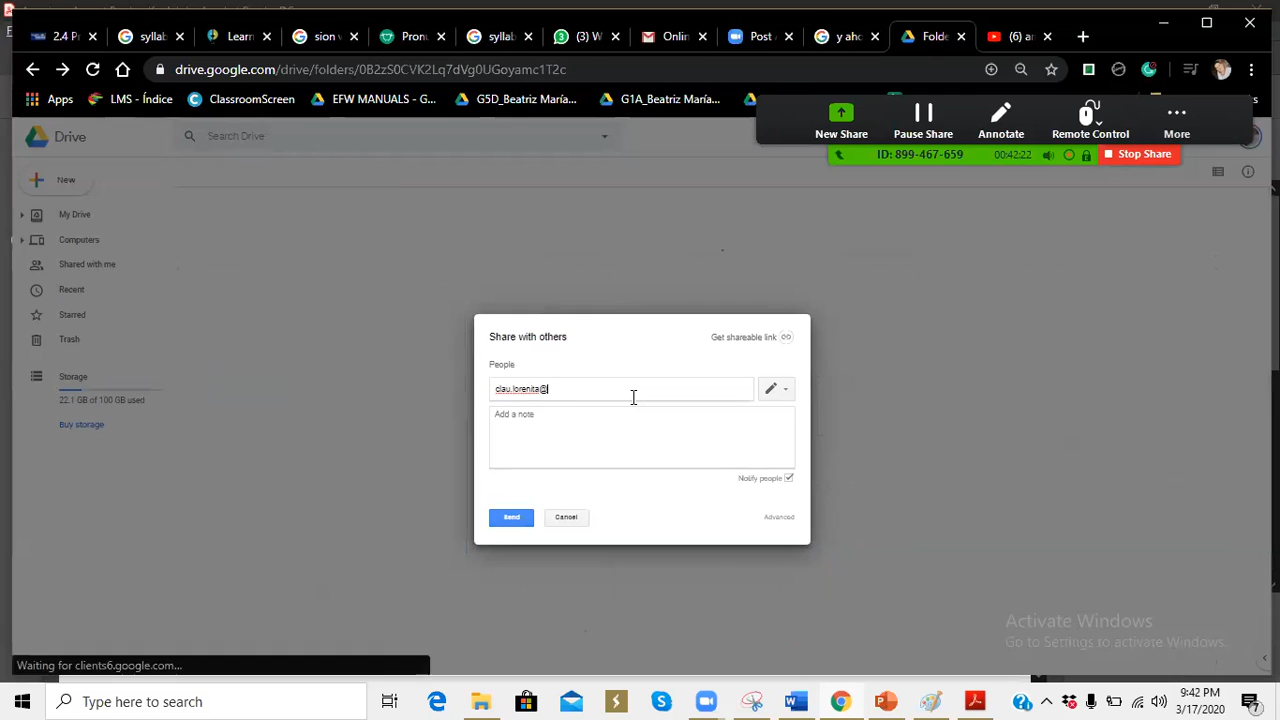 2.4 P
syllab
Learn
sion v
Pronu
syllab
(3) W
Onlin
Post A
y aho
Folde
(6) ar
drive.google.com/drive/folders/0B2zS0CVK2Lq7dVg0UGoyamc1T2c
Apps
LMS - Índice
ClassroomScreen
EFW MANUALS - G...
G5D_Beatriz María...
G1A_Beatriz María...
New Share
Pause Share
Annotate
Remote Control
More
ID: 899-467-659
00:42:22
Stop Share
Drive
Search Drive
New
My Drive
Computers
Shared with me
Recent
Starred
Trash
Storage
22.1 GB of 100 GB used
Buy storage
Share with others
Get shareable link
People
clau.lorenita@
Add a note
Notify people
Send
Cancel
Advanced
Activate Windows
Go to Settings to activate Windows.
Waiting for clients6.google.com...
Type here to search
9:42 PM
3/17/2020